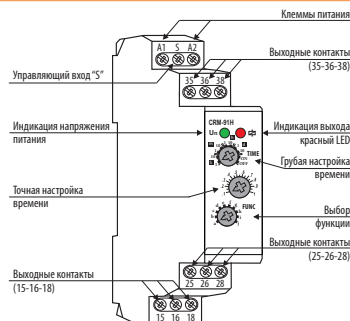 Клеммы питания
A1 S A2
Выходные контакты
(35-36-38)
35 36 38
Управляющий вход “S”
CRM-91H
Un
Индикация напряжения
питания
Индикация выхода
красный LED
TIME
Грубая настройка
времени
Точная настройка
времени
FUNC
Выбор
функции
Выходные контакты
(25-26-28)
25 26 28
Выходные контакты
(15-16-18)
15 16 18